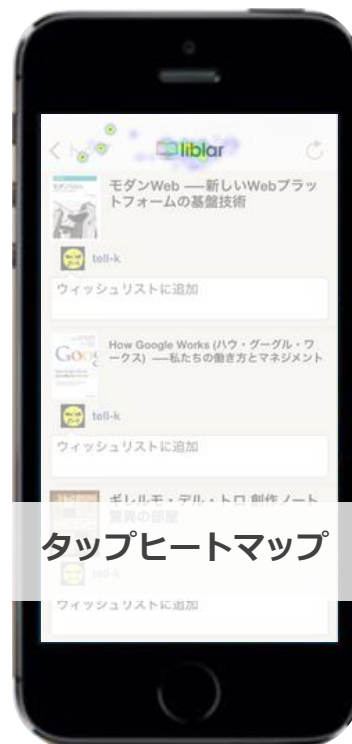 liblar
モダンWeb ──新しいWebプラッ
トフォームの基盤技術
tell-k
ウィッシュリストに追加
How Google Works (ハウ・グーグル・ワ
ークス) ──私たちの働き方とマネジメント
tell-k
ウィッシュリストに追加
ギレルモ・デル・トロ 創作ノート
驚異の部屋
タップヒートマップ
tell-k
ウィッシュリストに追加